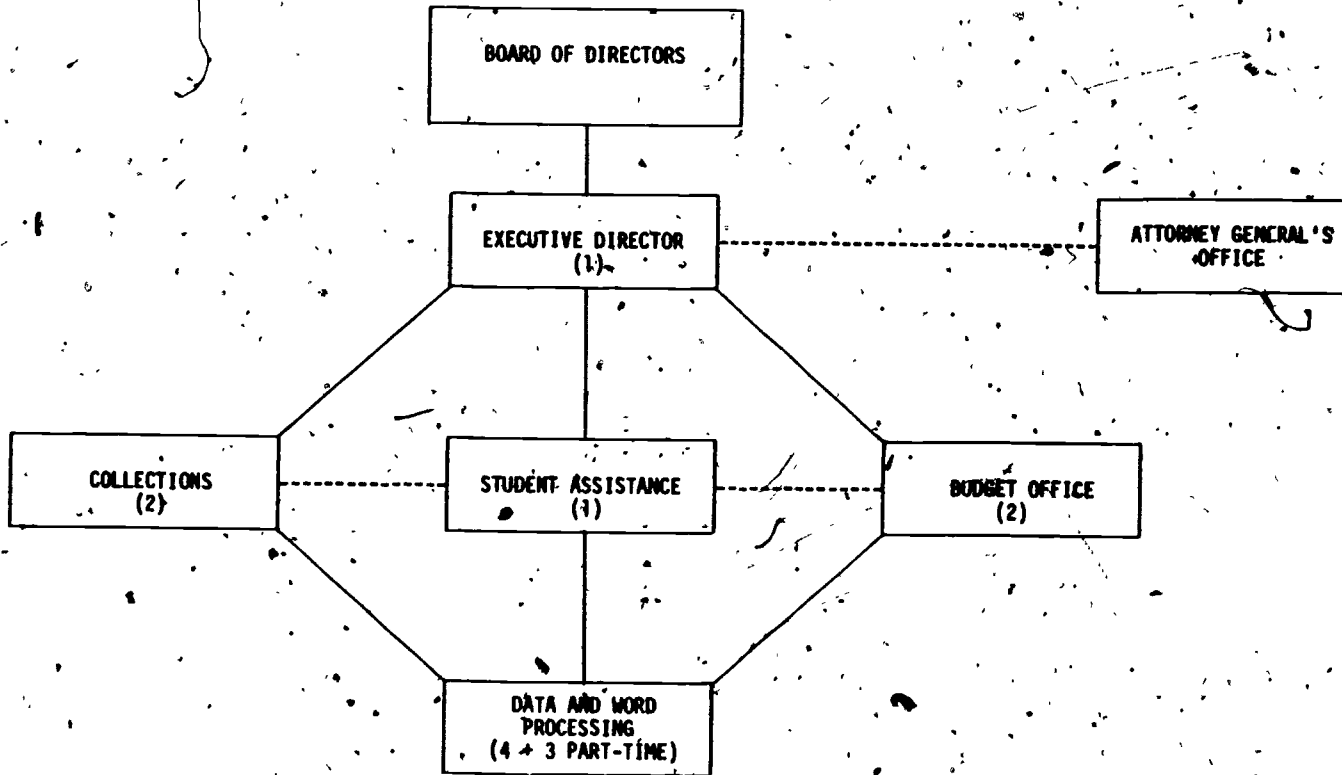 BOARD OF DIRECTORS
EXECUTIVE DIRECTOR
(1)
ATTORNEY GENERAL'S
OFFICE
COLLECTIONS
(2)
STUDENT ASSISTANCE
(1)
BUDGET OFFICE
(2)
DATA AND WORD
PROCESSING
(4 + 3 PART-TIME)